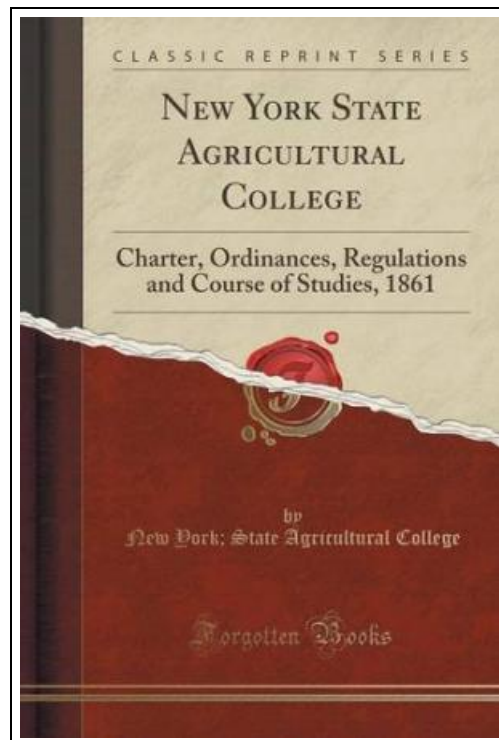 CLASSIC REPRINT SERIES
NEW YORK STATE
AGRICULTURAL
COLLEGE
Charter, Ordinances, Regulations
and Course of Studies, 1861
F
by
New York; State Agricultural College
Forgotten Books